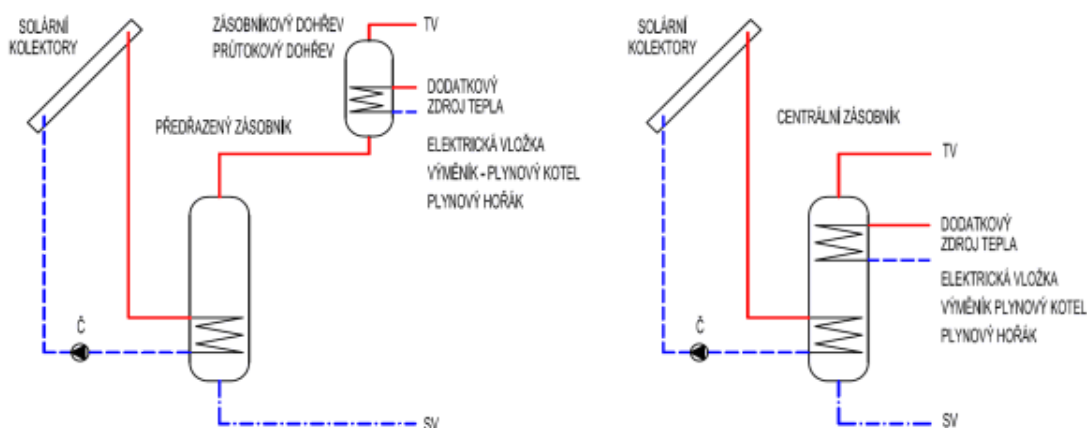 SOLÁRNÍ
KOLEKTORY
ZÁSOBNÍKOVÝ DOHŘEV
PRŮTOKOVÝ DOHŘEV
TV
DODATKOVÝ
ZDROJ TEPLA
PŘEDŘAZENÝ ZÁSOBNÍK
ELEKTRICKÁ VLOŽKA
VÝMĚNÍK - PLYNOVÝ KOTEL
PLYNOVÝ HOŘÁK
Č
SV
SOLÁRNÍ
KOLEKTORY
CENTRÁLNÍ ZÁSOBNÍK
TV
DODATKOVÝ
ZDROJ TEPLA
ELEKTRICKÁ VLOŽKA
VÝMĚNÍK PLYNOVÝ KOTEL
PLYNOVÝ HOŘÁK
Č
SV